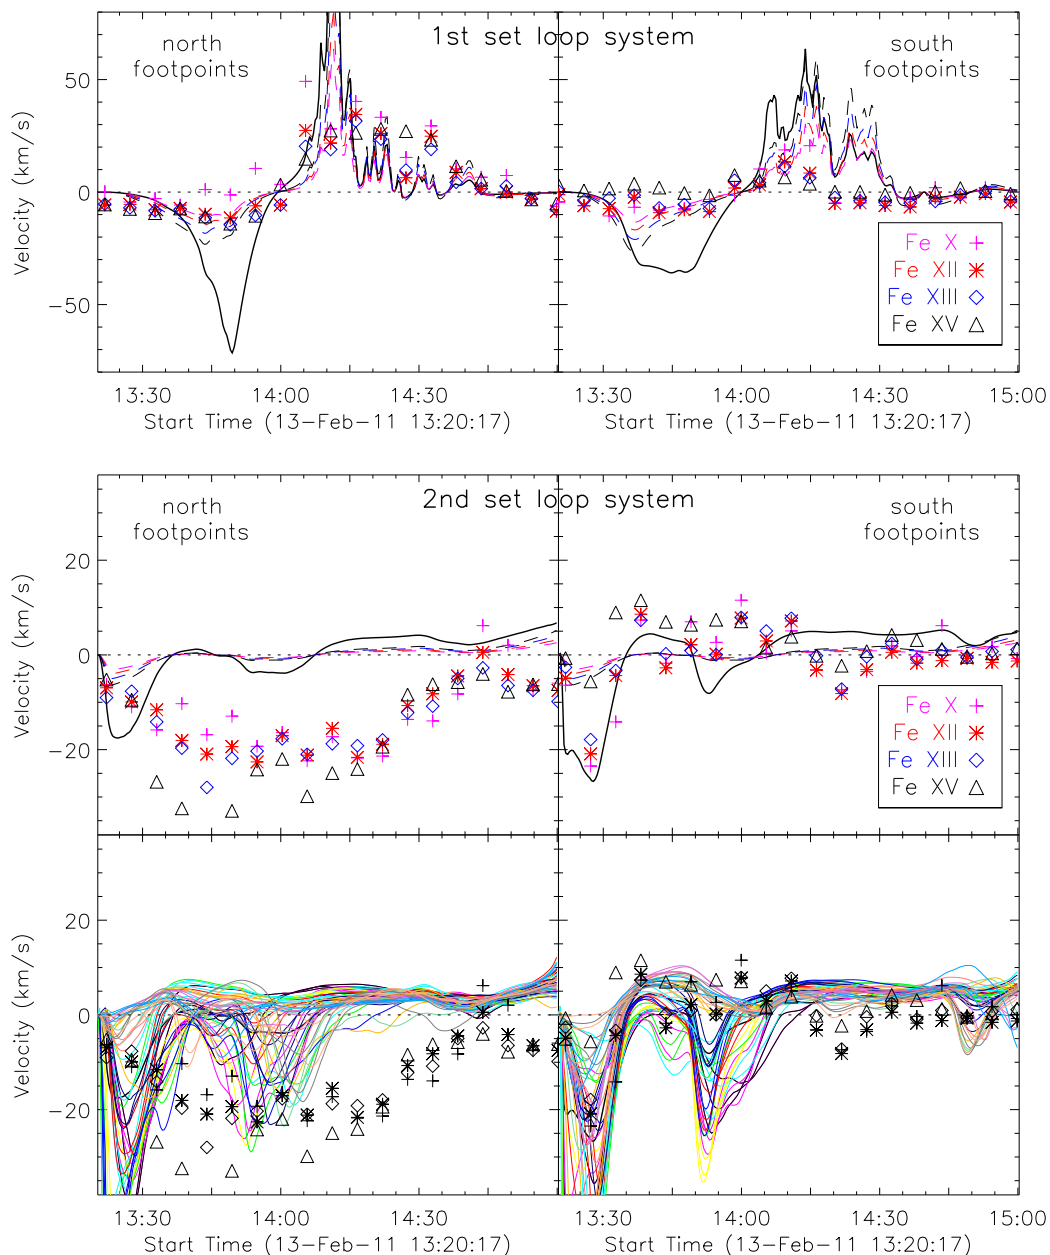 1st set loop system
north
footpoints
south
footpoints
Velocity (km/s)
50
0
−50
Fe X
Fe XII
Fe XIII
Fe XV
13:30
14:00
14:30
13:30
14:00
14:30
15:00
Start Time (13−Feb−11 13:20:17)
Start Time (13−Feb−11 13:20:17)
2nd set loop system
north
footpoints
south
footpoints
Velocity (km/s)
20
0
−20
Fe X
Fe XII
Fe XIII
Fe XV
Velocity (km/s)
20
0
−20
13:30
14:00
14:30
13:30
14:00
14:30
15:00
Start Time (13−Feb−11 13:20:17)
Start Time (13−Feb−11 13:20:17)